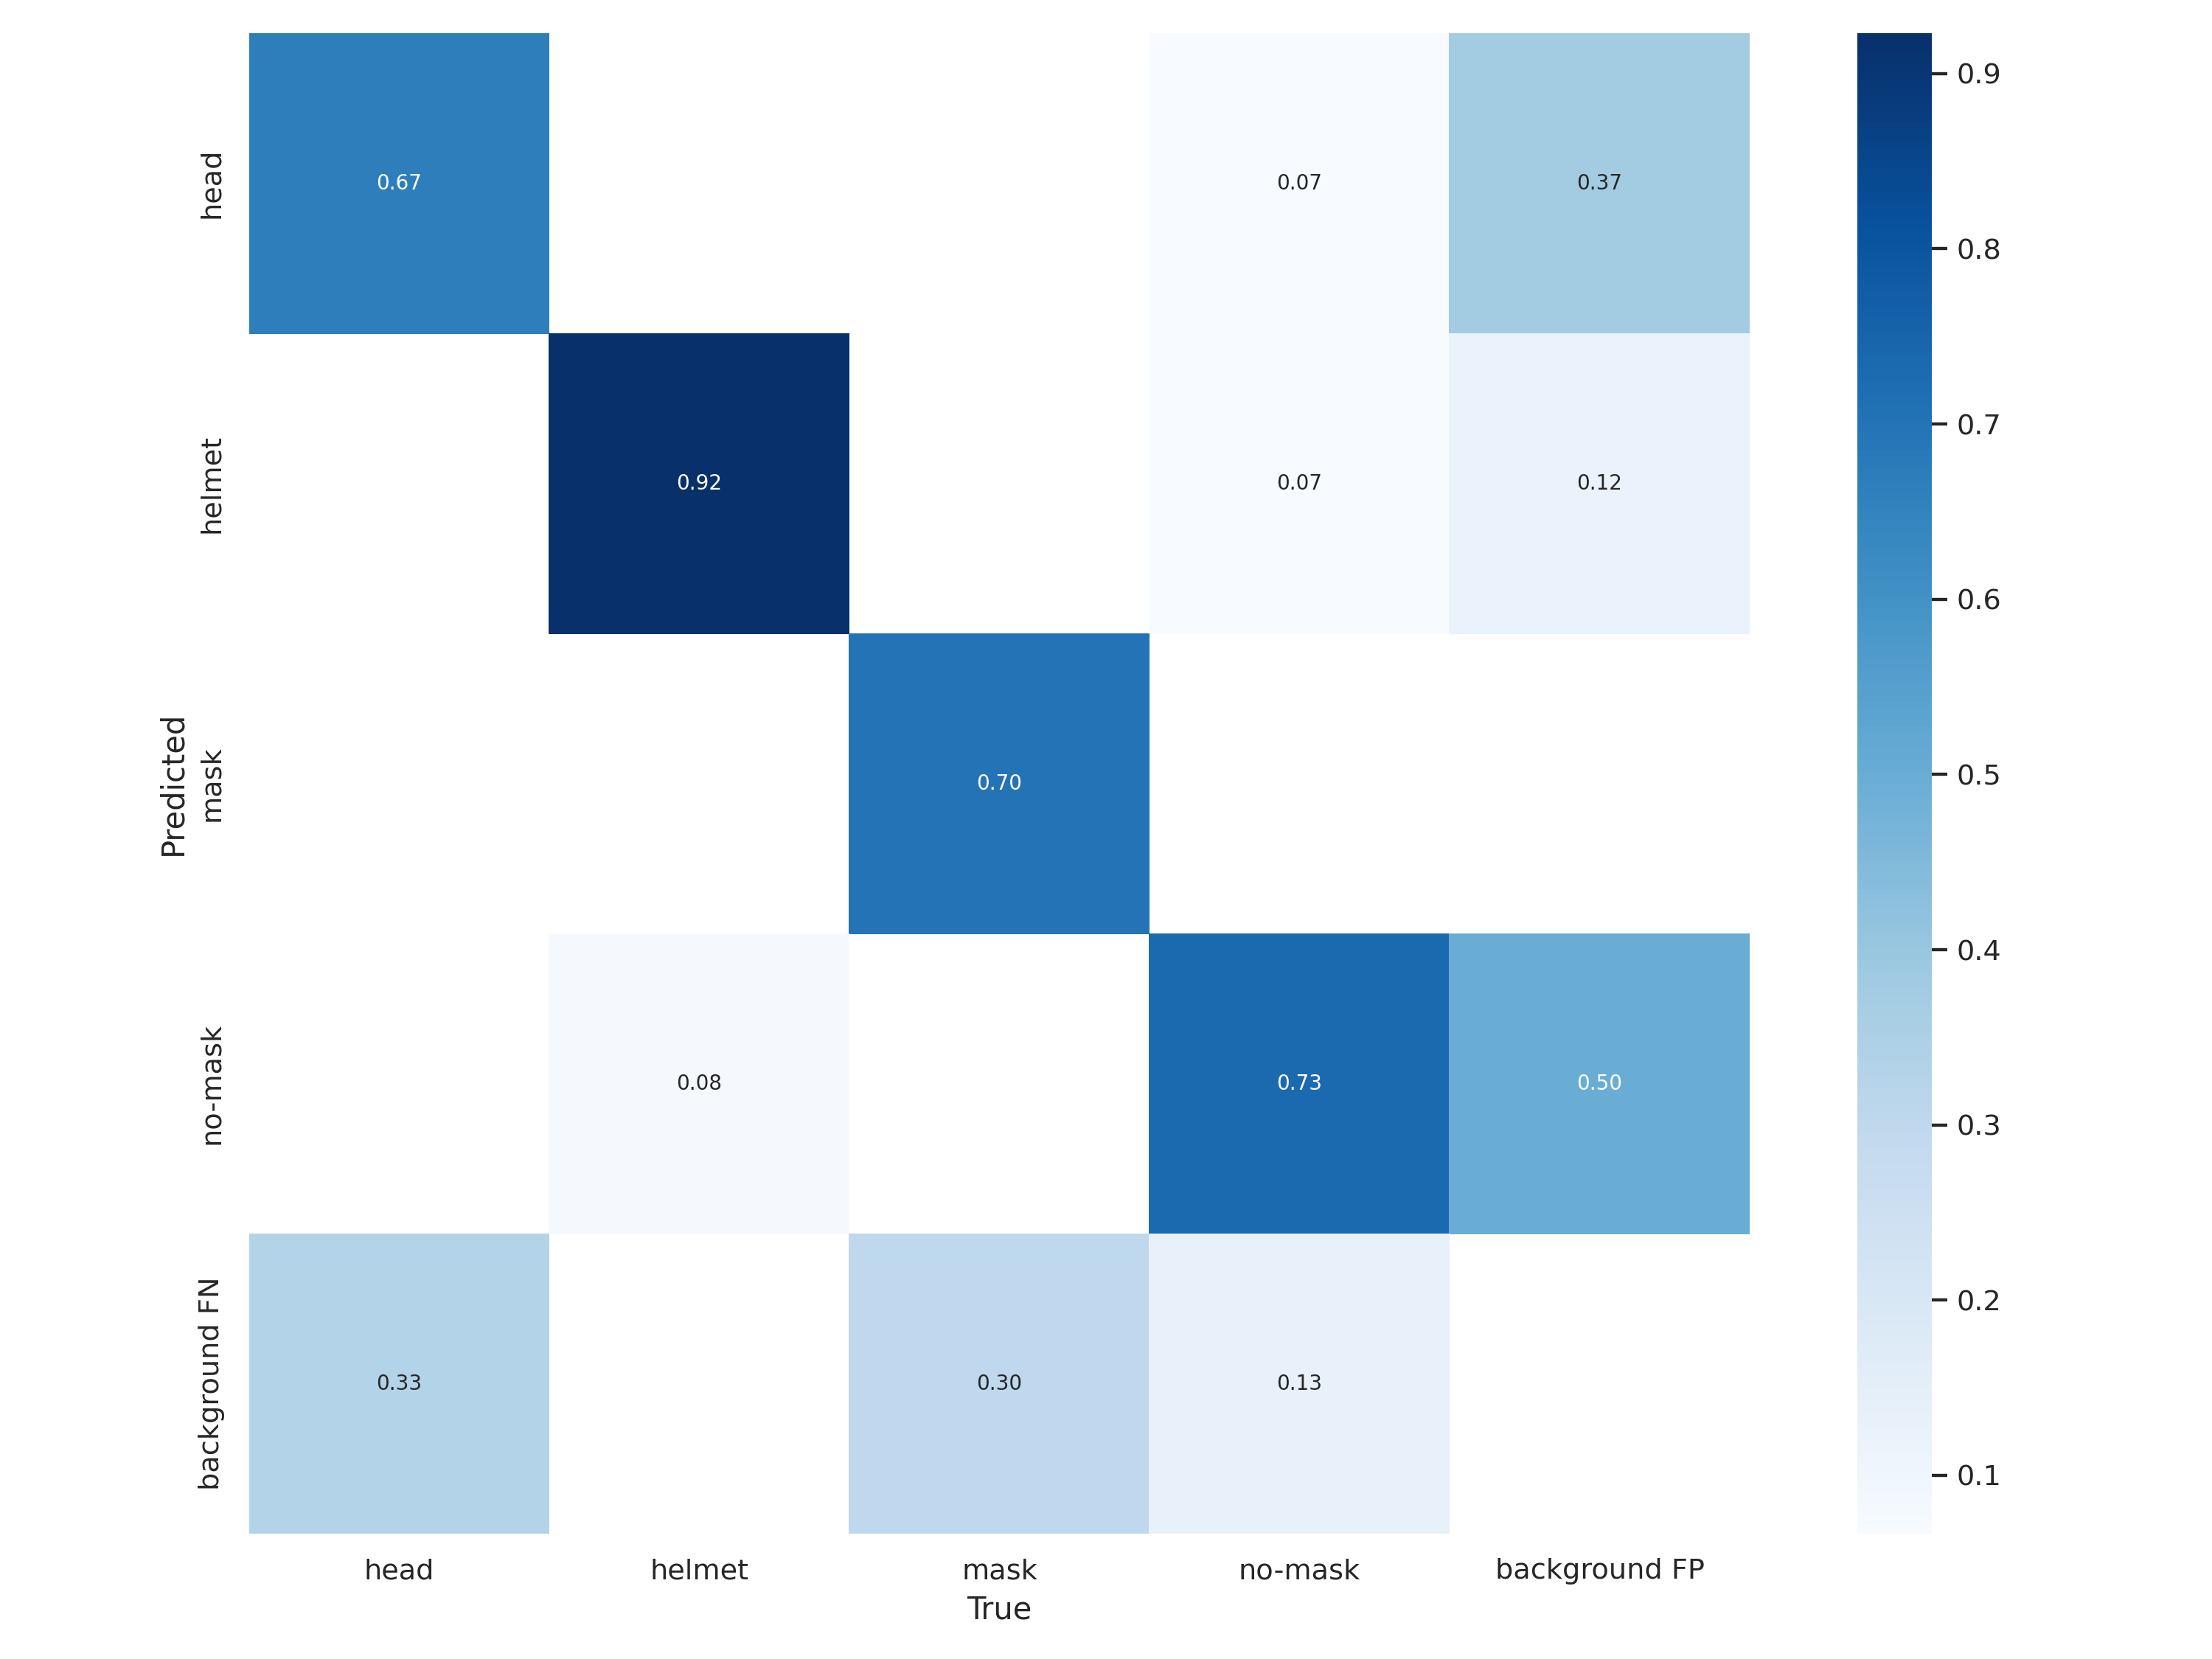 Predicted
head
0.67
0.07
0.37
helmet
0.92
0.07
0.12
mask
0.70
no-mask
0.08
0.73
0.50
background FN
0.33
0.30
0.13
head
helmet
mask
no-mask
background FP
True
0.9
0.8
0.7
0.6
0.5
0.4
0.3
0.2
0.1